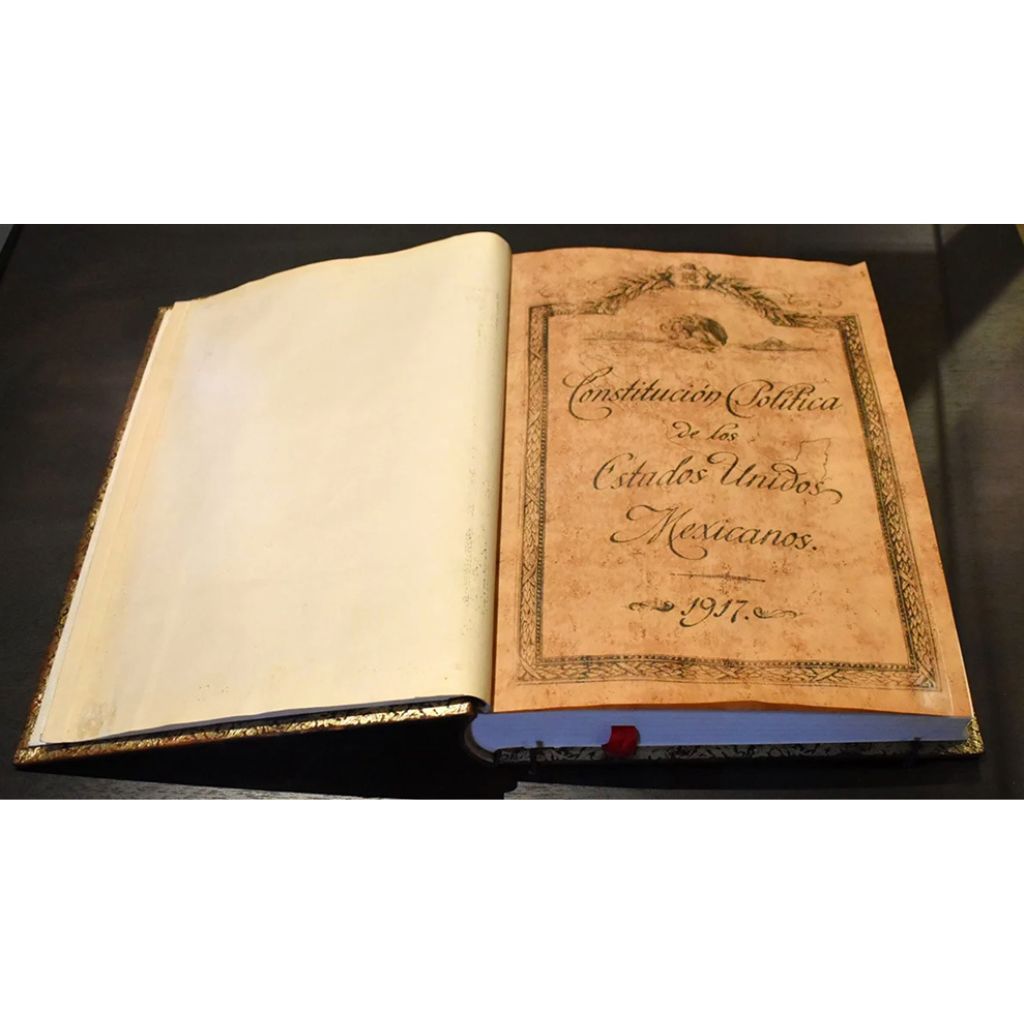 Constitución Política
de los
Estados Unidos
Mexicanos.
1917.